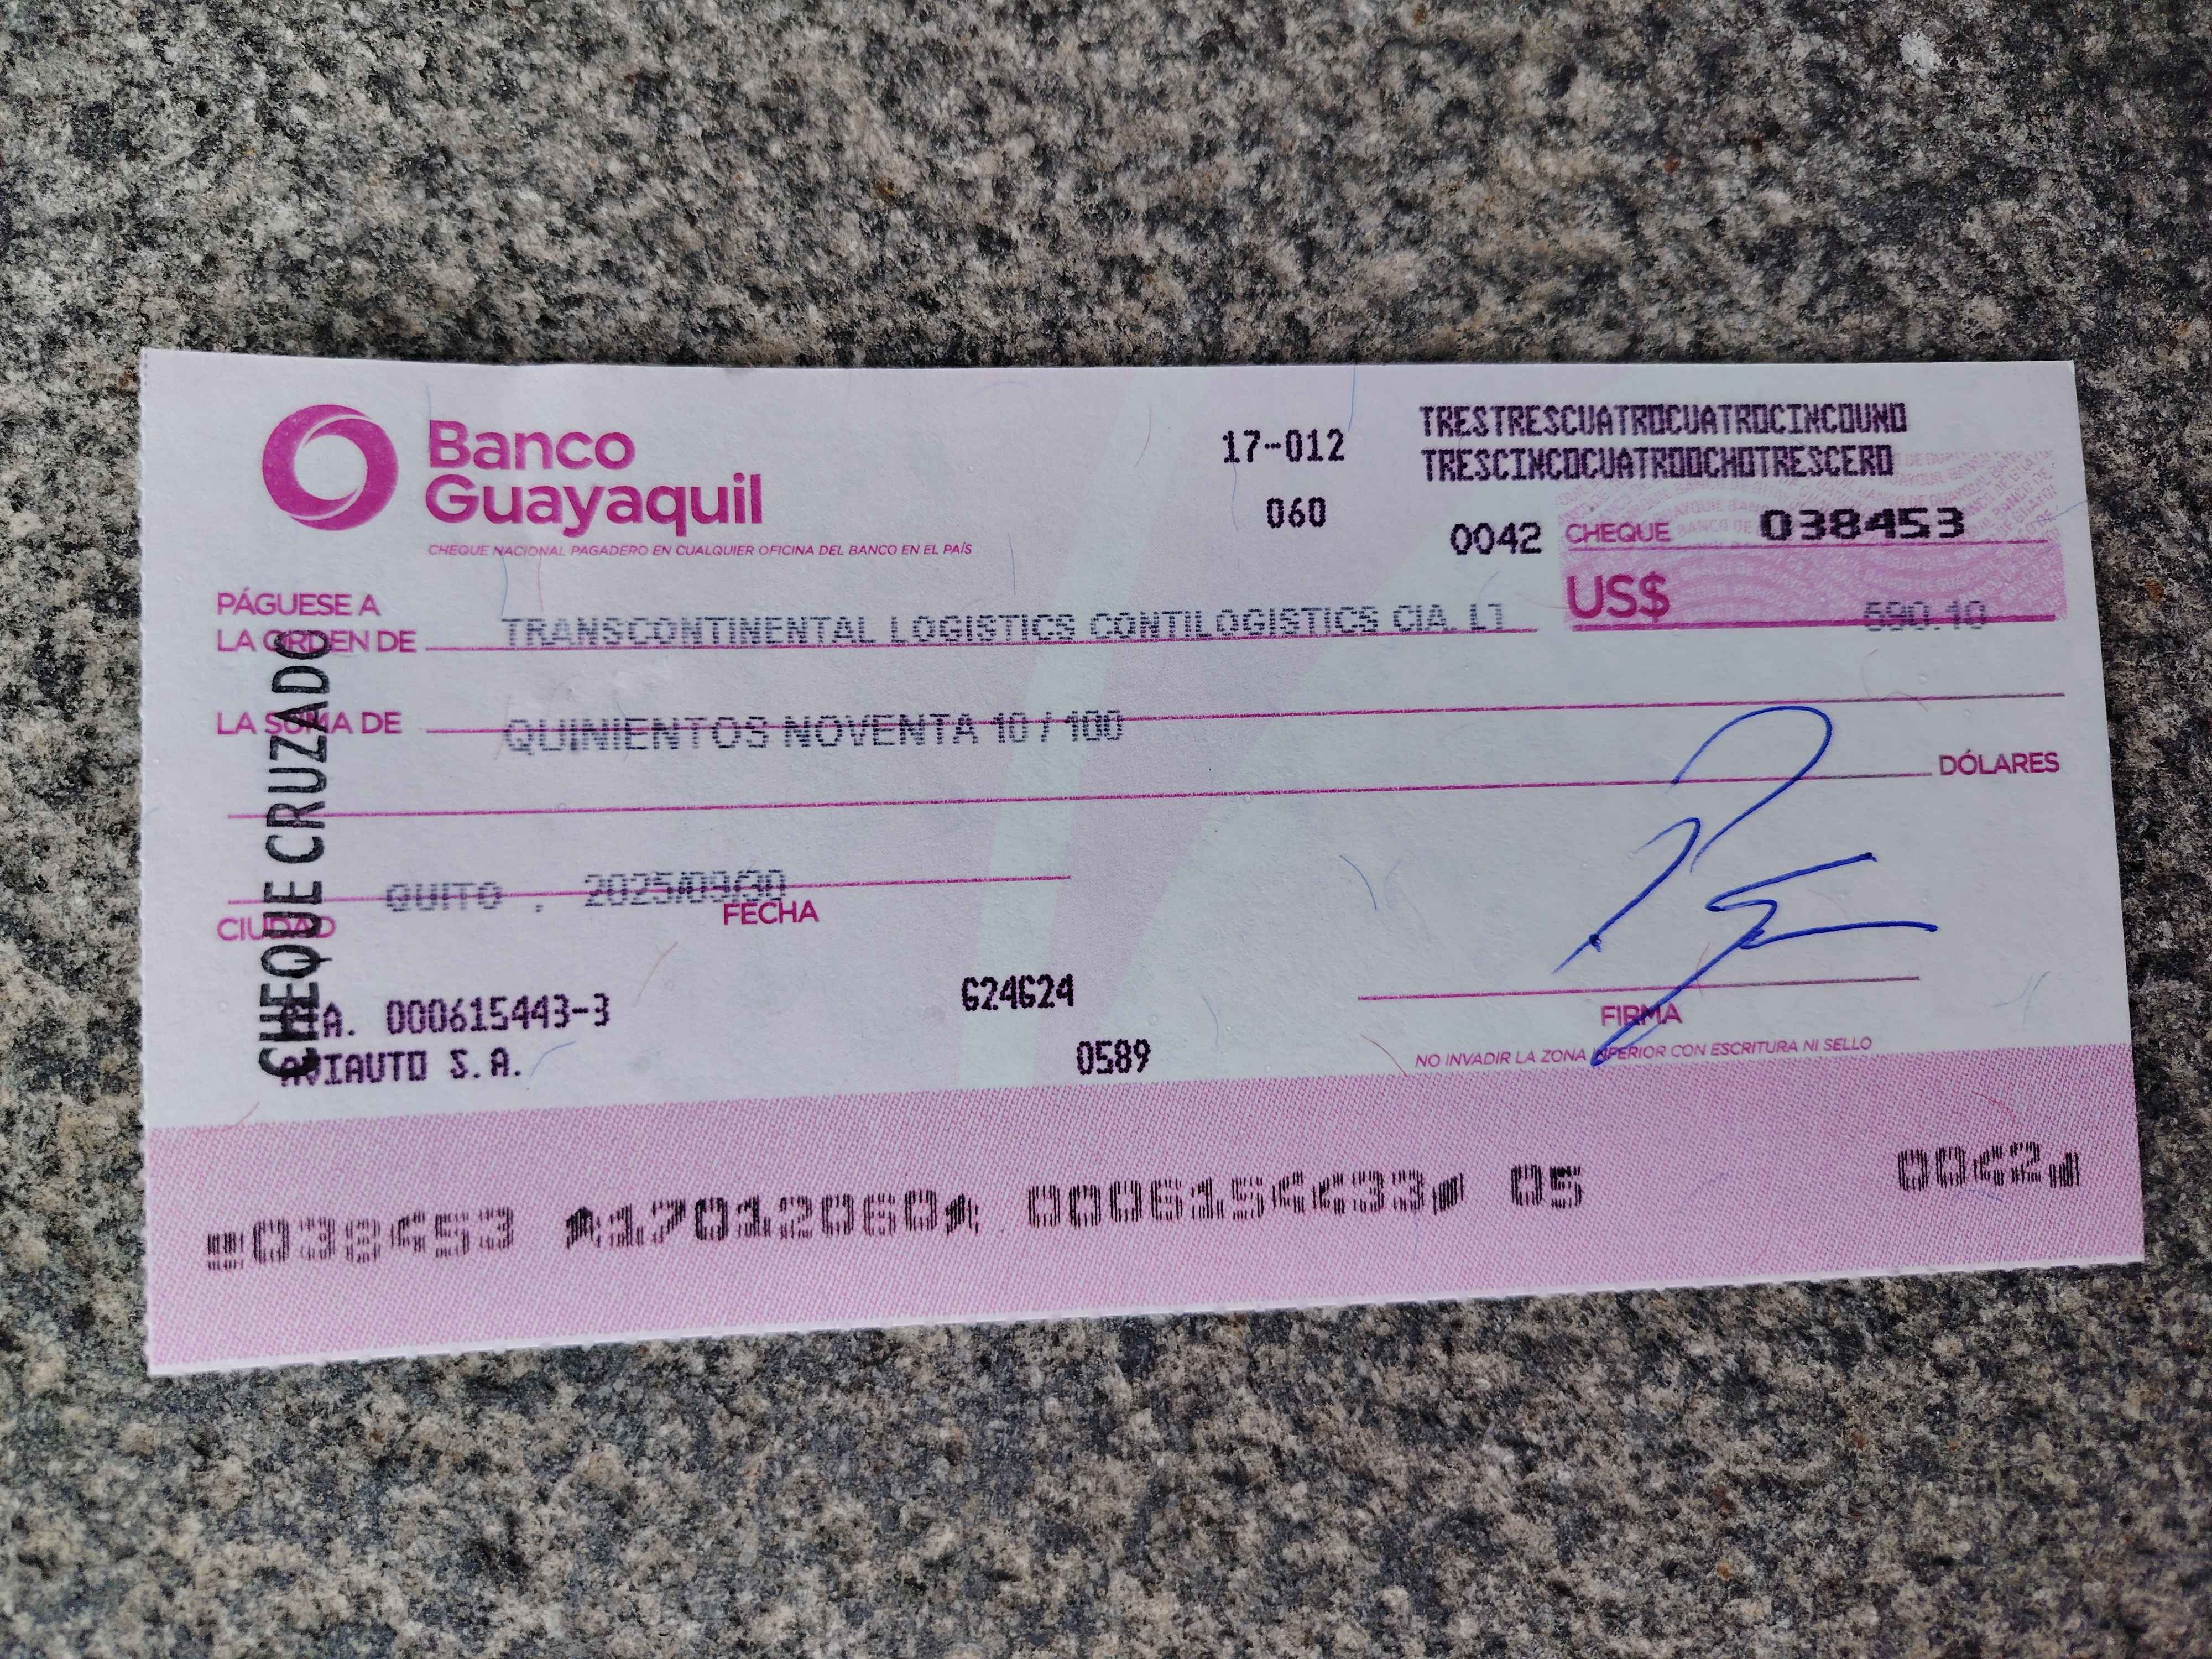 Banco
Guayaquil
CHEQUE NACIONAL PAGADERO EN CUALQUIER OFICINA DEL BANCO EN EL PAÍS
17-012
060
TRESTRESCUATROCUATROCINCOUNO
TRESCINCOCUATROOCHOTRESCERO
0042 CHEQUE 038453
PÁGUESE A
LA ORDEN DE TRANSCONTINENTAL LOGISTICS CONTILOGISTICS CIA. LT
US$ 590.10
LA SUMA DE QUINIENTOS NOVENTA 10 / 100
DÓLARES
QUITO , 2025/09/30
CIUDAD FECHA
CHEQUE CRUZADO
CTA. 000615443-3
AVIAUTO S.A.
G24G24
0589
FIRMA
NO INVADIR LA ZONA INFERIOR CON ESCRITURA NI SELLO
038453 17012060 0006154433 05 0042